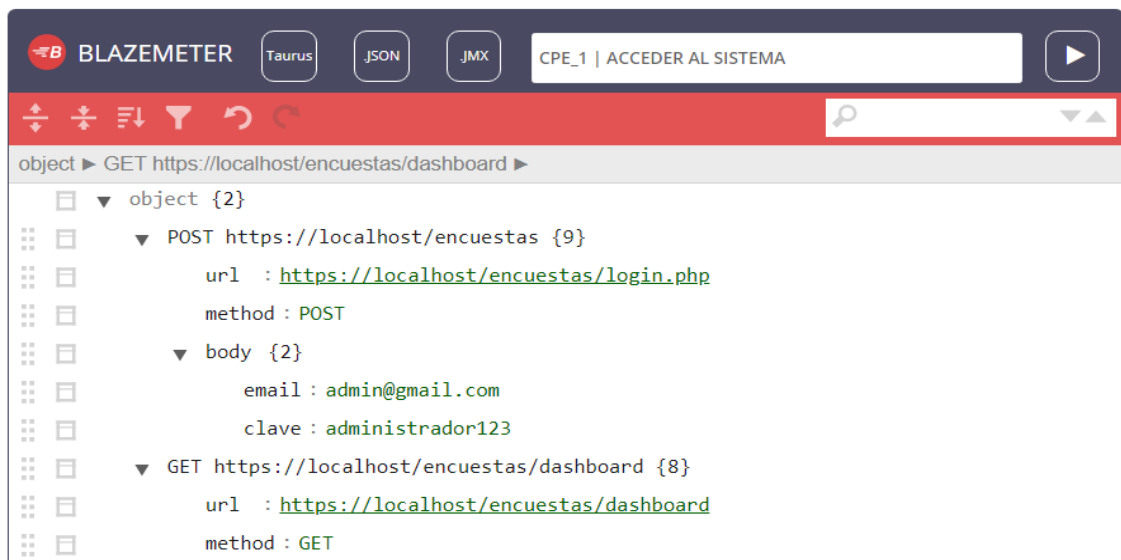 BLAZEMETER Taurus .JSON .JMX CPE_1 | ACCEDER AL SISTEMA
object ► GET https://localhost/encuestas/dashboard ►
▼ object {2}
▼ POST https://localhost/encuestas {9}
url : https://localhost/encuestas/login.php
method : POST
▼ body {2}
email : admin@gmail.com
clave : administrador123
▼ GET https://localhost/encuestas/dashboard {8}
url : https://localhost/encuestas/dashboard
method : GET